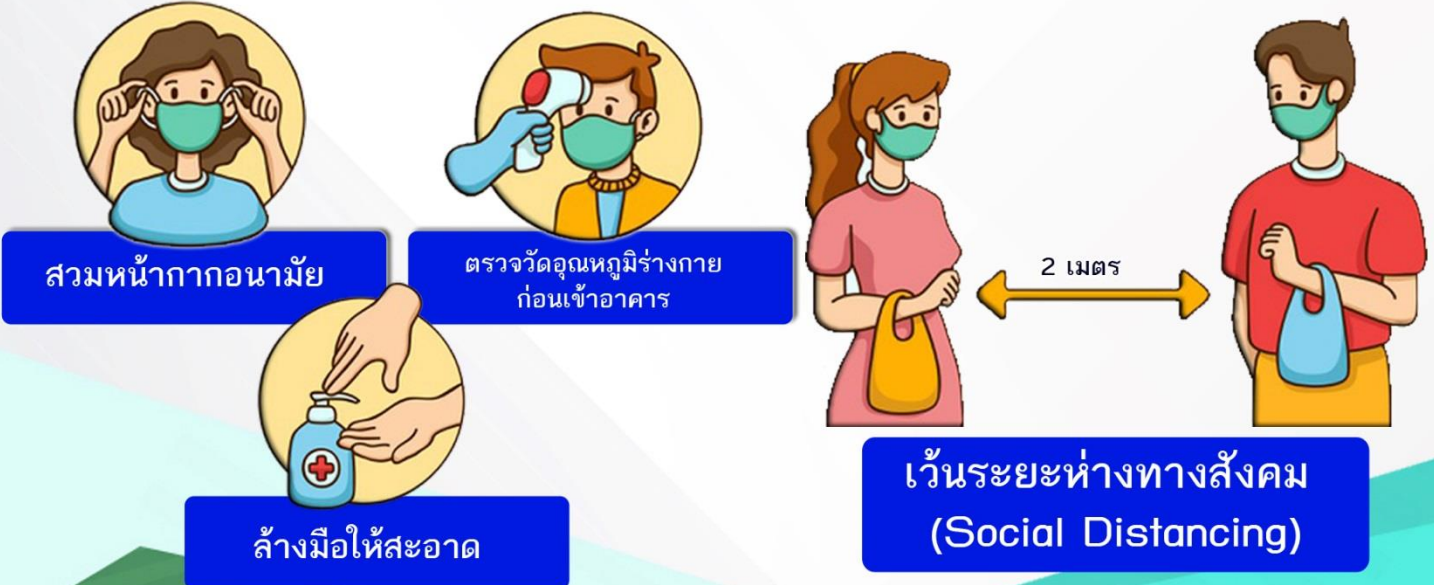 สวมหน้ากากอนามัย
ตรวจวัดอุณหภูมิร่างกาย
ก่อนเข้าอาคาร
ล้างมือให้สะอาด
2 เมตร
เว้นระยะห่างทางสังคม
(Social Distancing)